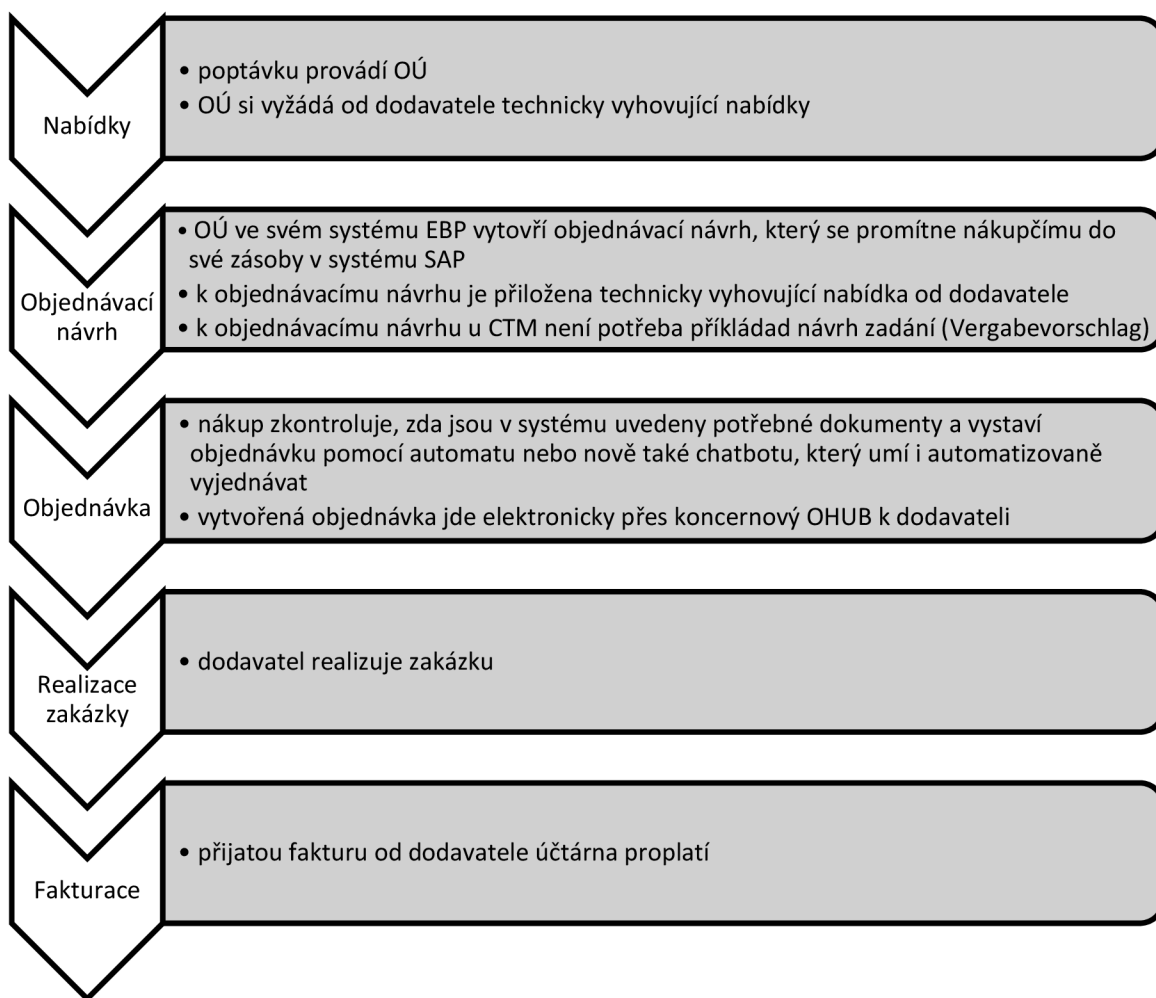 Nabídky
• poptávku provádí OÚ
• OÚ si vyžádá od dodavatele technicky vyhovující nabídky
Objednávací
návrh
• OÚ ve svém systému EBP vytovří objednávací návrh, který se promítne nákupčímu do
své zásoby v systému SAP
• k objednávacímu návrhu je přiložena technicky vyhovující nabídka od dodavatele
• k objednávacímu návrhu u CTM není potřeba příkládad návrh zadání (Vergabevorschlag)
Objednávka
• nákup zkontroluje, zda jsou v systému uvedeny potřebné dokumenty a vystaví
objednávku pomocí automatu nebo nově také chatbotu, který umí i automatizovaně
vyjednávat
• vytvořená objednávka jde elektronicky přes koncernový OHUB k dodavateli
Realizace
zakázky
• dodavatel realizuje zakázku
Fakturace
• přijatou fakturu od dodavatele účtárna proplatí